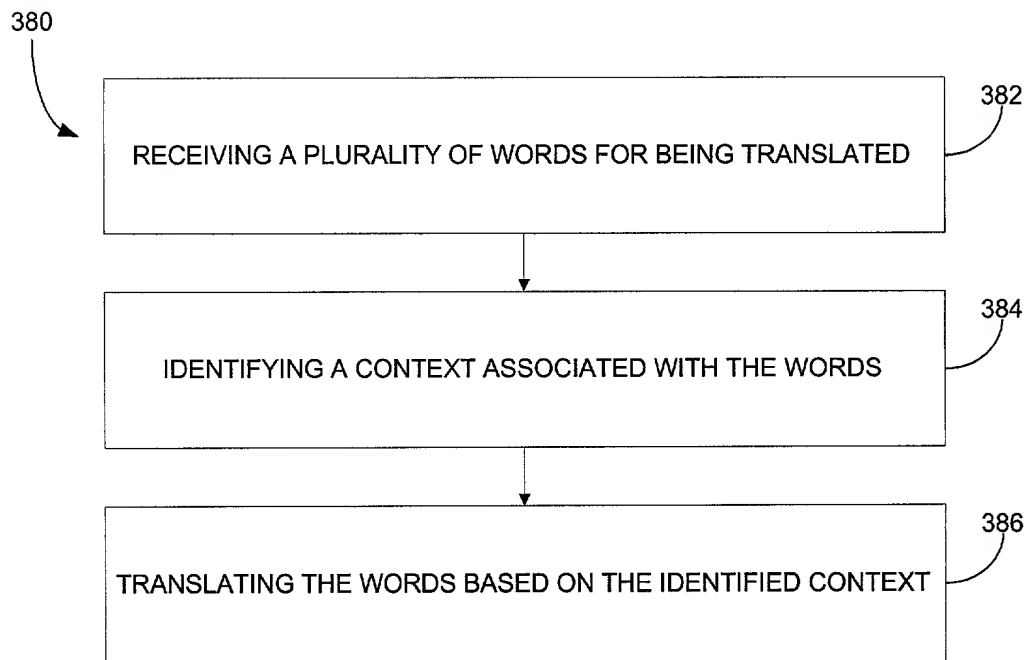 380
RECEIVING A PLURALITY OF WORDS FOR BEING TRANSLATED
382
IDENTIFYING A CONTEXT ASSOCIATED WITH THE WORDS
384
TRANSLATING THE WORDS BASED ON THE IDENTIFIED CONTEXT
386